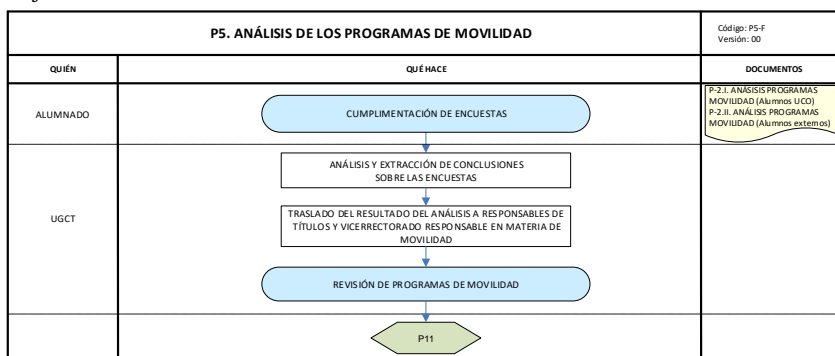 P5. ANÁLISIS DE LOS PROGRAMAS DE MOVILIDAD
Código: P5-F
Versión: 00
QUIÉN
QUÉ HACE
DOCUMENTOS
ALUMNADO
CUMPLIMENTACIÓN DE ENCUESTAS
P-2.I. ANÁSISIS PROGRAMAS
MOVILIDAD (Alumnos UCO)
P-2.II. ANÁLISIS PROGRAMAS
MOVILIDAD (Alumnos externos)
UGCT
ANÁLISIS Y EXTRACCIÓN DE CONCLUSIONES
SOBRE LAS ENCUESTAS
TRASLADO DEL RESULTADO DEL ANÁLISIS A RESPONSABLES DE
TÍTULOS Y VICERRECTORADO RESPONSABLE EN MATERIA DE
MOVILIDAD
REVISIÓN DE PROGRAMAS DE MOVILIDAD
P11